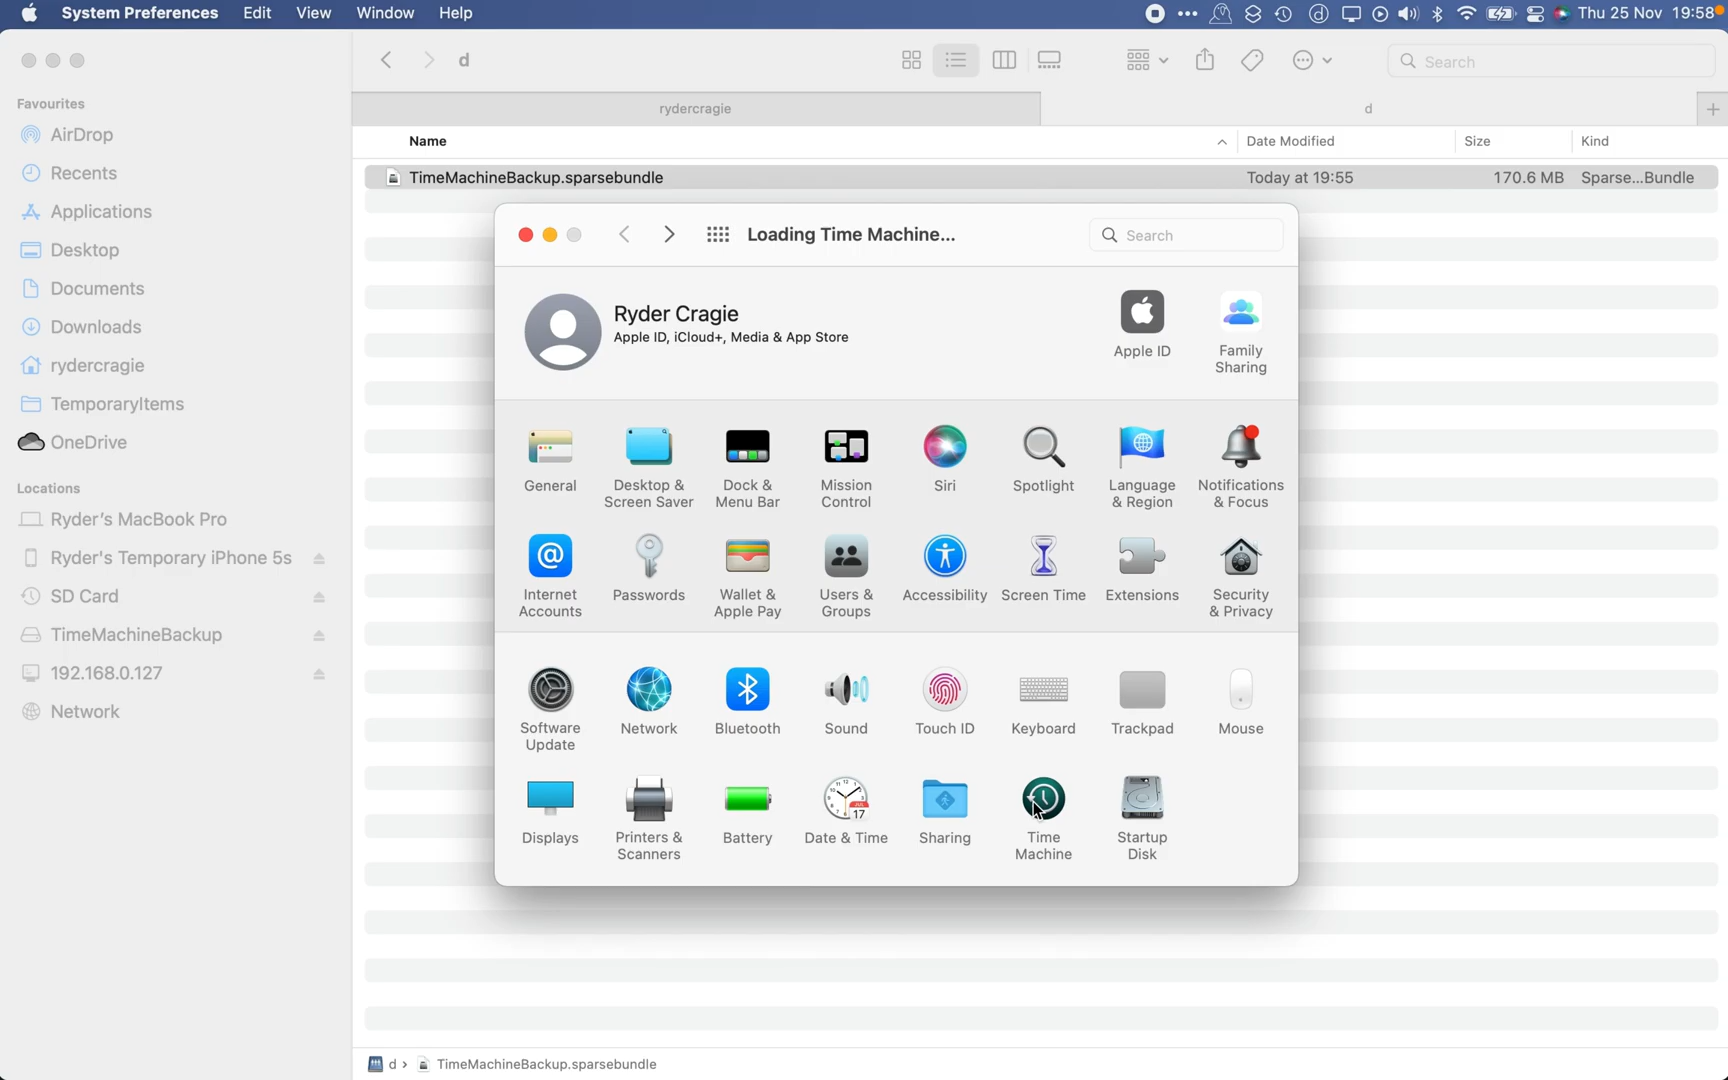 System Preferences Edit View Window Help Thu 25 Nov 19:58
d
Search
rydercragie d
Favourites
AirDrop
Recents
Applications
Desktop
Documents
Downloads
rydercragie
TemporaryItems
OneDrive
Locations
Ryder's MacBook Pro
Ryder's Temporary iPhone 5s
SD Card
TimeMachineBackup
192.168.0.127
Network
Name Date Modified Size Kind
TimeMachineBackup.sparsebundle Today at 19:55 170.6 MB Sparse...Bundle
Loading Time Machine... Search
Ryder Cragie
Apple ID, iCloud+, Media & App Store
Apple ID Family
Sharing
General Desktop & Dock & Mission Siri Spotlight Language Notifications
Screen Saver Menu Bar Control & Region & Focus
Internet Passwords Wallet & Users & Accessibility Screen Time Extensions Security
Accounts Apple Pay Groups & Privacy
Software Network Bluetooth Sound Touch ID Keyboard Trackpad Mouse
Update
JUL
17
Displays Printers & Battery Date & Time Sharing Time Startup
Scanners Machine Disk
d › TimeMachineBackup.sparsebundle